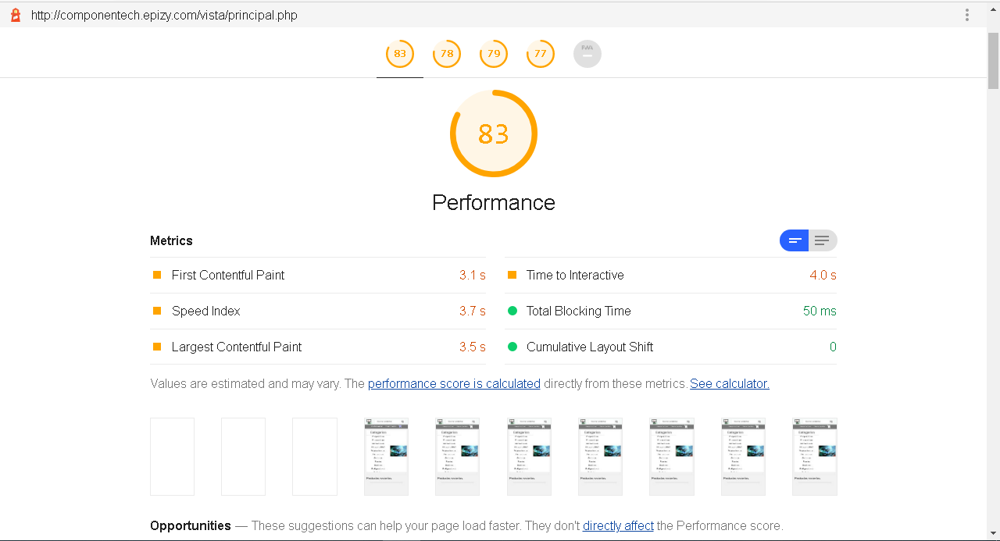 http://componentech.epizy.com/vista/principal.php
83 78 79 77 PWA
83
Performance
Metrics
First Contentful Paint 3.1 s
Time to Interactive 4.0 s
Speed Index 3.7 s
Total Blocking Time 50 ms
Largest Contentful Paint 3.5 s
Cumulative Layout Shift 0
Values are estimated and may vary. The performance score is calculated directly from these metrics. See calculator.
Categorías
Productos recientes
Opportunities — These suggestions can help your page load faster. They don't directly affect the Performance score.